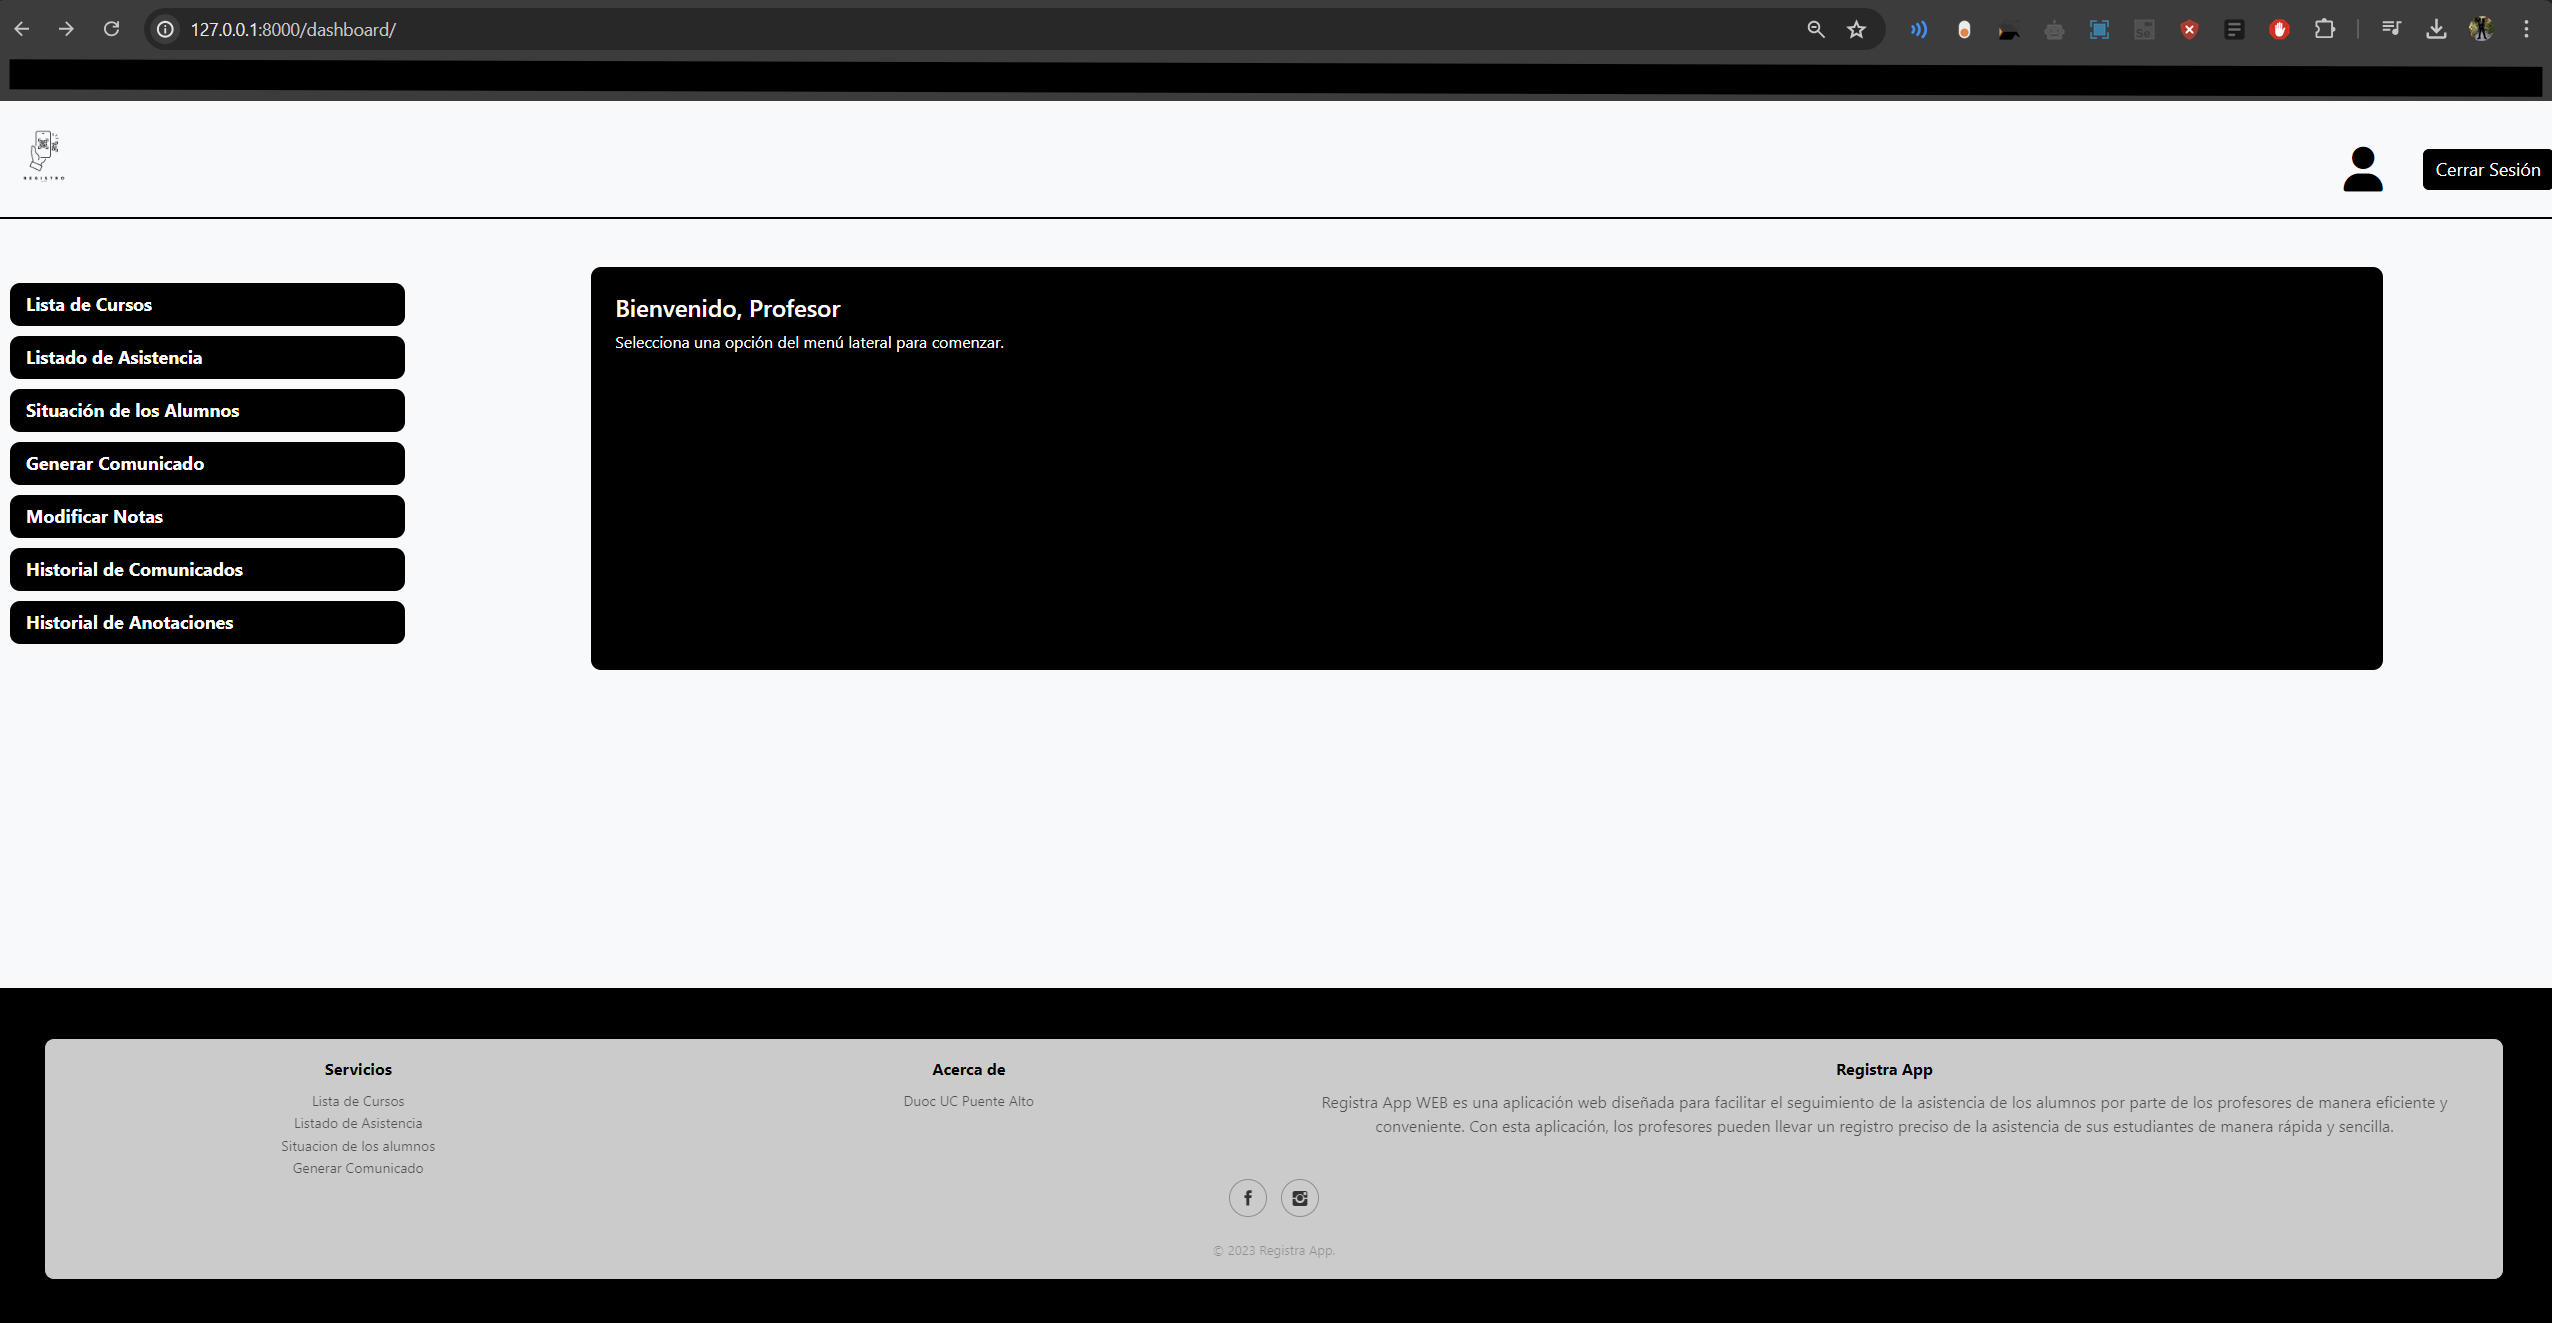 127.0.0.1:8000/dashboard/
REGISTRO
Cerrar Sesión
Lista de Cursos
Listado de Asistencia
Situación de los Alumnos
Generar Comunicado
Modificar Notas
Historial de Comunicados
Historial de Anotaciones
Bienvenido, Profesor
Selecciona una opción del menú lateral para comenzar.
Servicios
Lista de Cursos
Listado de Asistencia
Situacion de los alumnos
Generar Comunicado
Acerca de
Duoc UC Puente Alto
Registra App
Registra App WEB es una aplicación web diseñada para facilitar el seguimiento de la asistencia de los alumnos por parte de los profesores de manera eficiente y
conveniente. Con esta aplicación, los profesores pueden llevar un registro preciso de la asistencia de sus estudiantes de manera rápida y sencilla.
© 2023 Registra App.